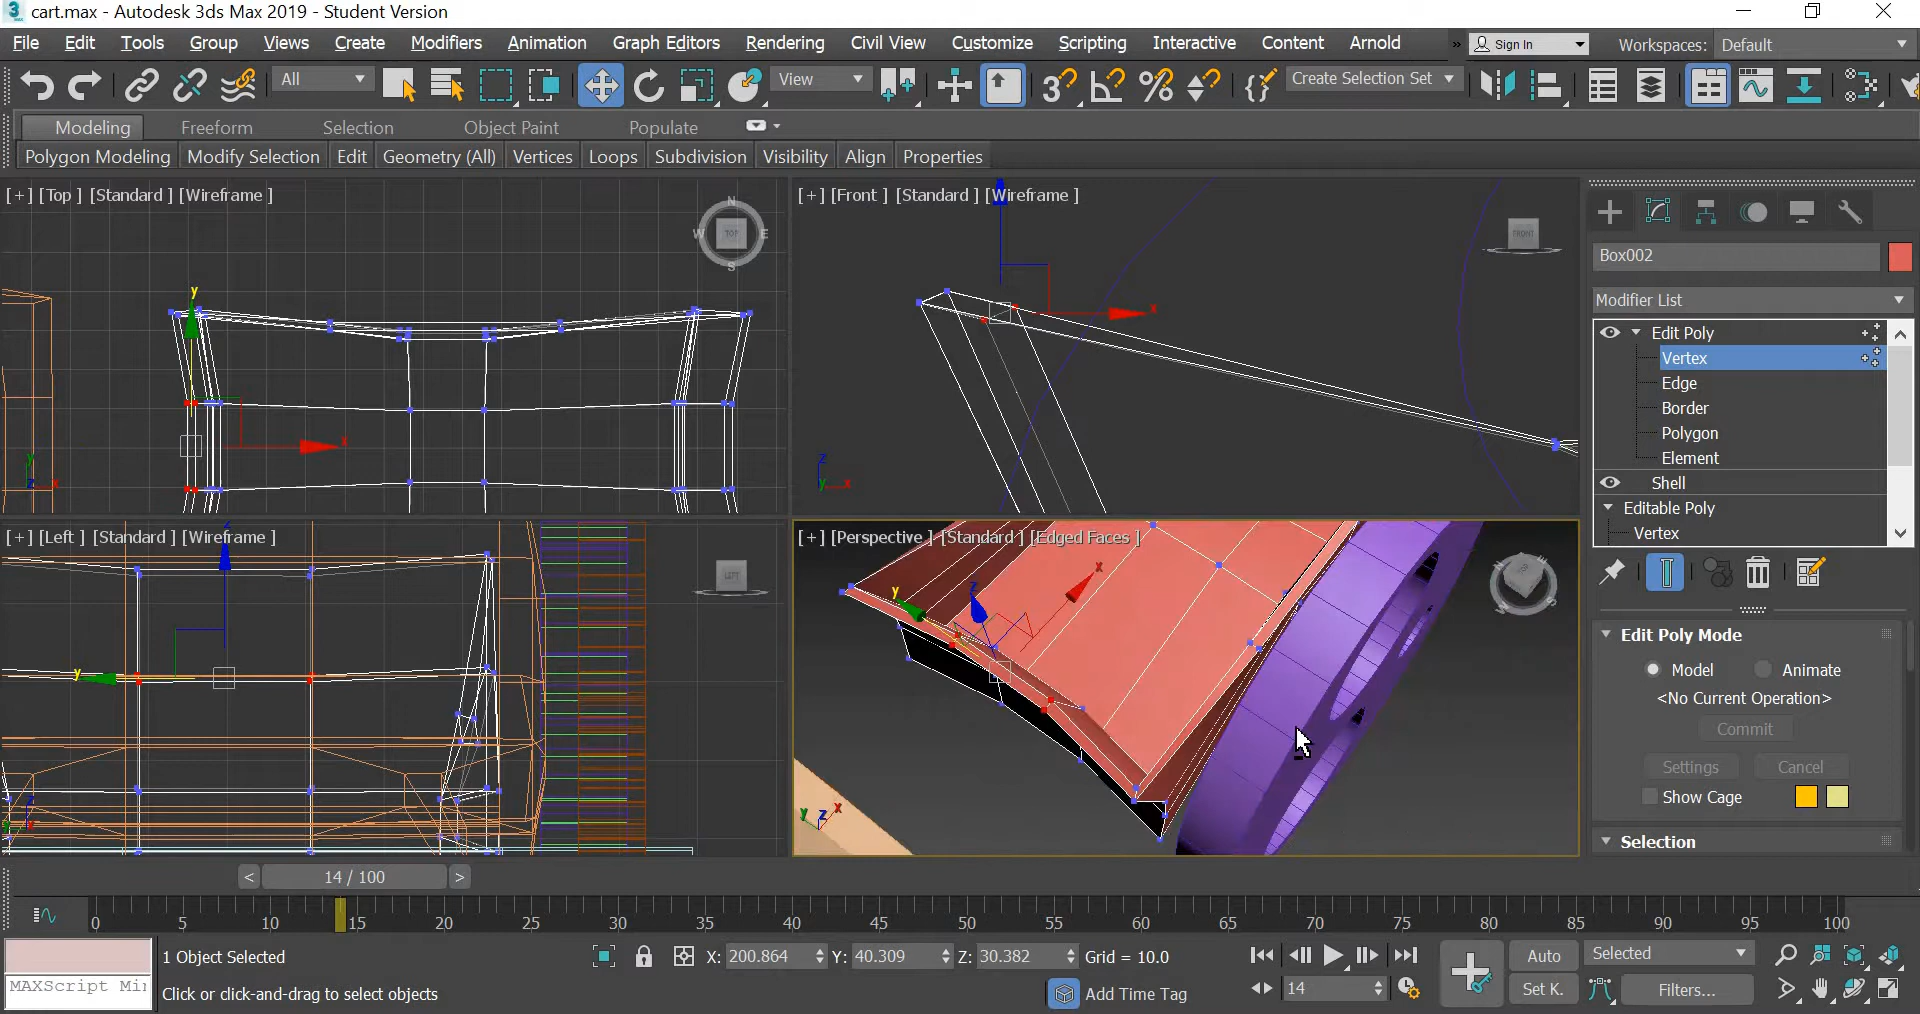 cart.max - Autodesk 3ds Max 2019 - Student Version
File Edit Tools Group Views Create Modifiers Animation Graph Editors Rendering Civil View Customize Scripting Interactive Content Arnold » Sign In Workspaces: Default
All View Create Selection Set
Modeling Freeform Selection Object Paint Populate
Polygon Modeling Modify Selection Edit Geometry (All) Vertices Loops Subdivision Visibility Align Properties
[+] [Top ] [Standard ] [Wireframe ]
[+] [Front ] [Standard ] [Wireframe ]
N
W TOP E
S
FRONT
Box002
Modifier List
Edit Poly
Vertex
Edge
Border
Polygon
Element
Shell
Editable Poly
Vertex
[+] [Left ] [Standard ] [Wireframe ]
[+] [Perspective ] [Standard ] [Edged Faces ]
LEFT
Edit Poly Mode
Model Animate
<No Current Operation>
Commit
Settings Cancel
Show Cage
Selection
< 14 / 100 >
0 5 10 15 20 25 30 35 40 45 50 55 60 65 70 75 80 85 90 95 100
1 Object Selected X: 200.864 Y: 40.309 Z: 30.382 Grid = 10.0 Auto Selected
MAXScript Mi Click or click-and-drag to select objects Add Time Tag 14 Set K. Filters...